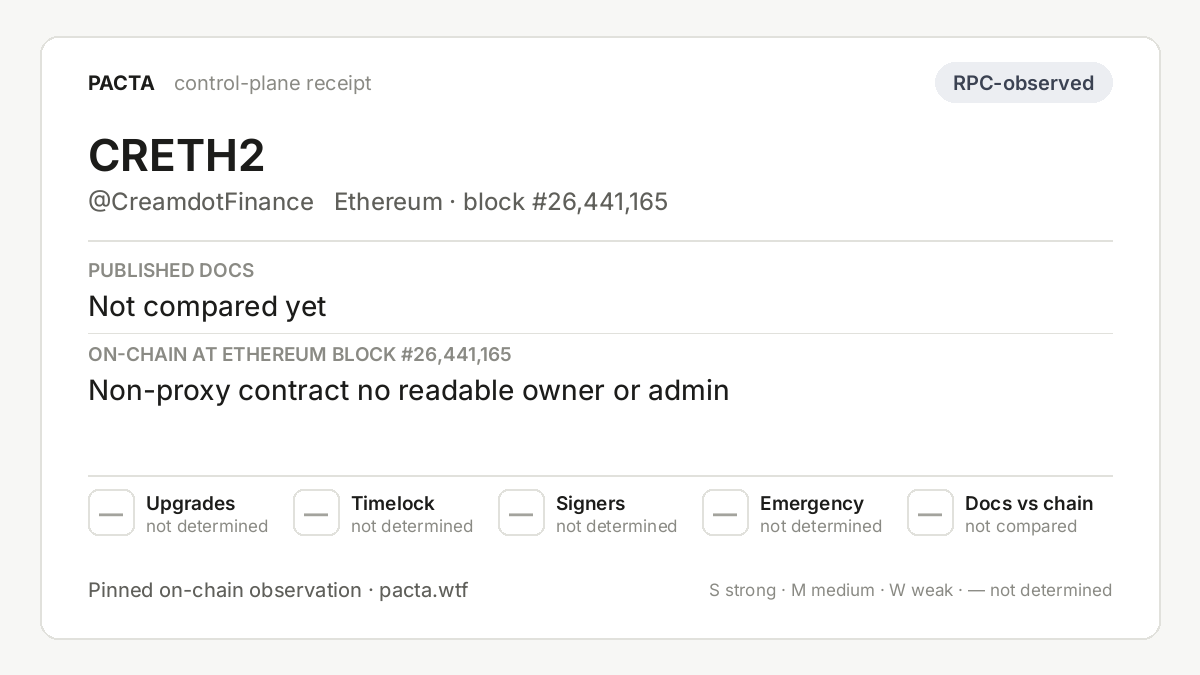 PACTA control-plane receipt
RPC-observed
CRETH2
@CreamdotFinance Ethereum · block #26,441,165
PUBLISHED DOCS
Not compared yet
ON-CHAIN AT ETHEREUM BLOCK #26,441,165
Non-proxy contract no readable owner or admin
— Upgrades
not determined
— Timelock
not determined
— Signers
not determined
— Emergency
not determined
— Docs vs chain
not compared
Pinned on-chain observation · pacta.wtf
S strong · M medium · W weak · — not determined